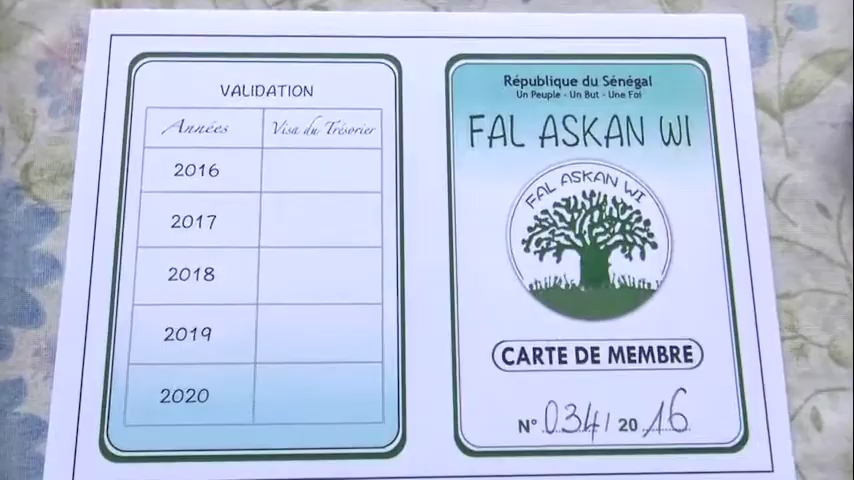 VALIDATION
Années Visa du Trésorier
2016
2017
2018
2019
2020
République du Sénégal
Un Peuple - Un But - Une Foi
FAL ASKAN WI
FAL ASKAN WI
CARTE DE MEMBRE
N° 034/ 2016